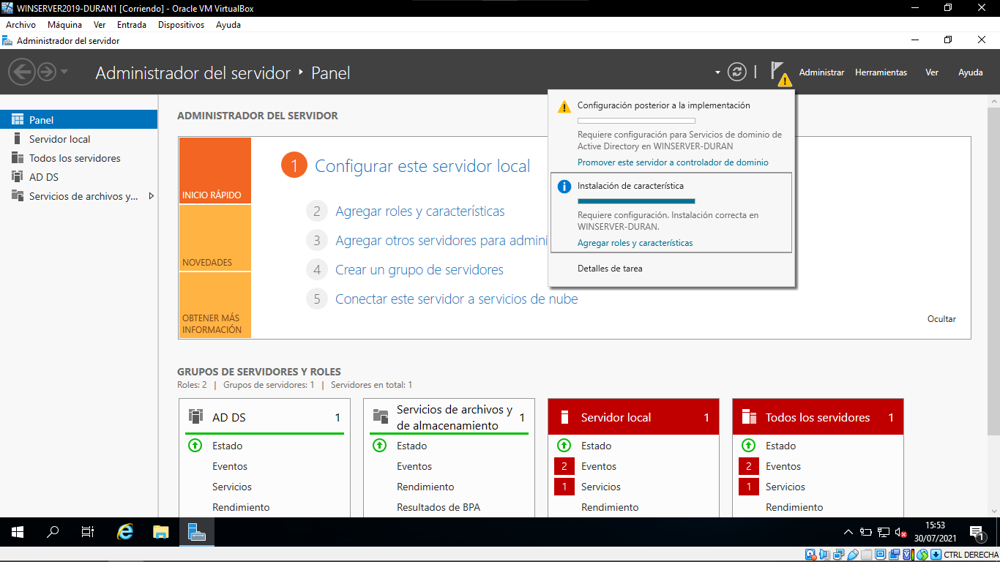 WINSERVER2019-DURAN1 [Corriendo] - Oracle VM VirtualBox
Archivo Máquina Ver Entrada Dispositivos Ayuda
Administrador del servidor
Administrador del servidor Panel
Administrar Herramientas Ver Ayuda
Panel
Servidor local
Todos los servidores
AD DS
Servicios de archivos y...
ADMINISTRADOR DEL SERVIDOR
INICIO RÁPIDO
NOVEDADES
OBTENER MÁS
INFORMACIÓN
1 Configurar este servidor local
2 Agregar roles y características
3 Agregar otros servidores para admini
4 Crear un grupo de servidores
5 Conectar este servidor a servicios de nube
Configuración posterior a la implementación
Requiere configuración para Servicios de dominio de
Active Directory en WINSERVER-DURAN
Promover este servidor a controlador de dominio
Instalación de característica
Requiere configuración. Instalación correcta en
WINSERVER-DURAN.
Agregar roles y características
Detalles de tarea
Ocultar
GRUPOS DE SERVIDORES Y ROLES
Roles: 2 | Grupos de servidores: 1 | Servidores en total: 1
AD DS 1
Estado
Eventos
Servicios
Rendimiento
Servicios de archivos y
de almacenamiento 1
Estado
Eventos
Rendimiento
Resultados de BPA
Servidor local 1
Estado
2 Eventos
1 Servicios
Rendimiento
Todos los servidores 1
Estado
2 Eventos
1 Servicios
Rendimiento
15:53
30/07/2021
1
CTRL DERECHA